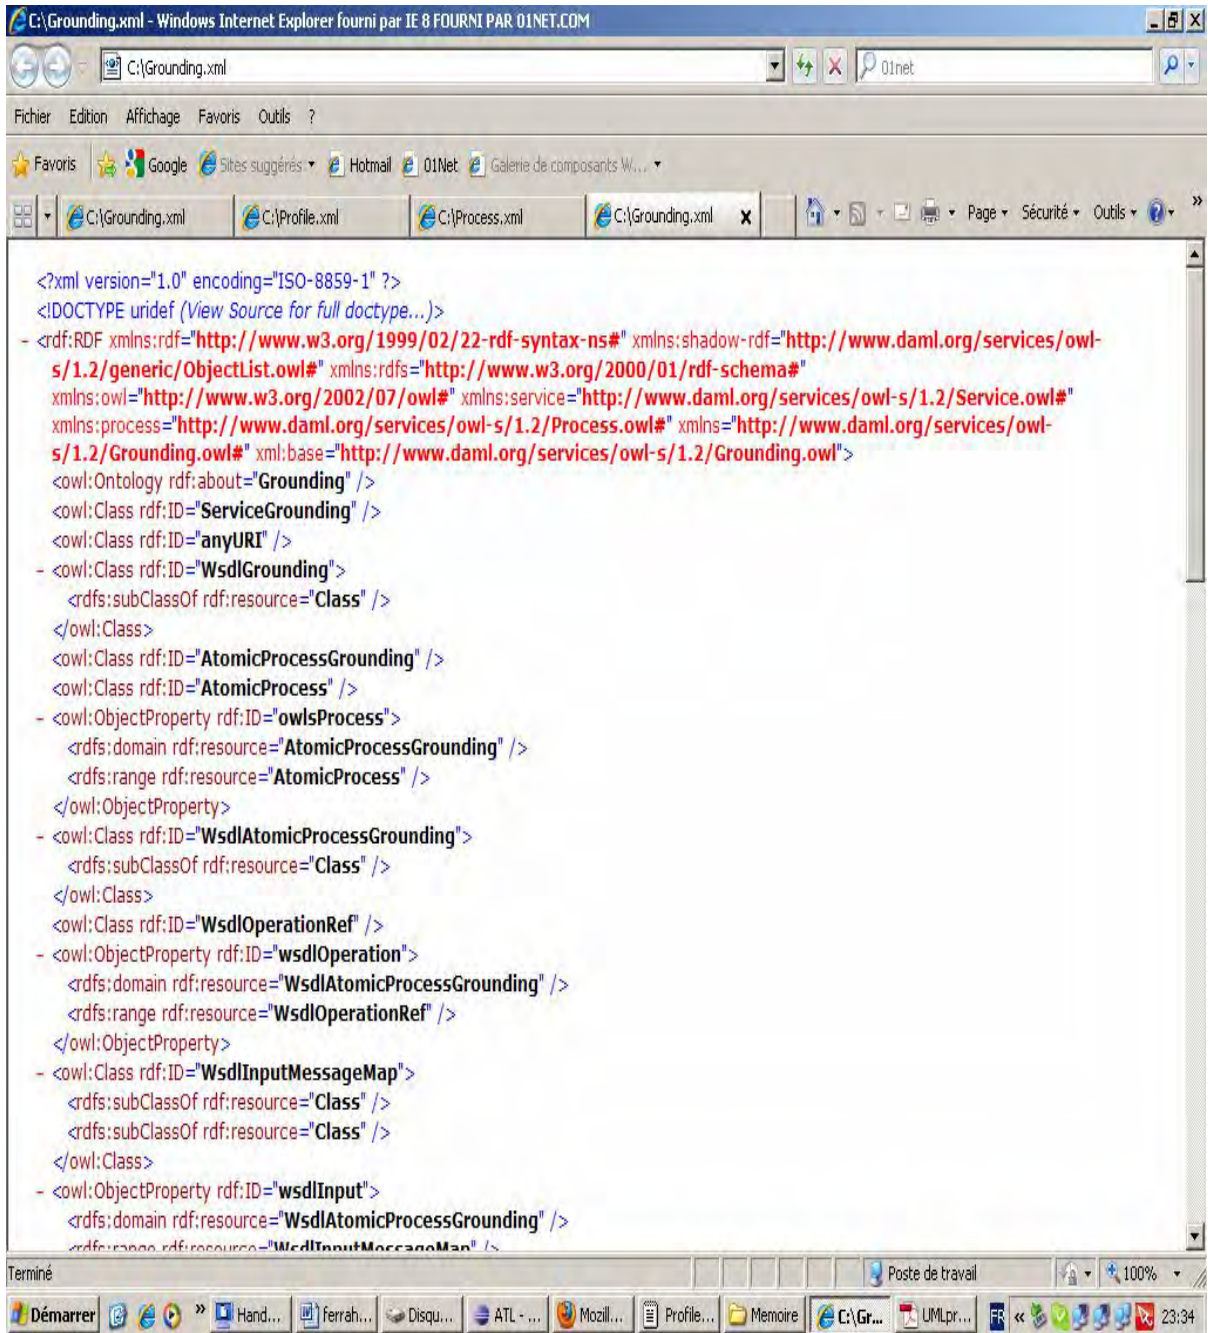 C:\Grounding.xml - Windows Internet Explorer fourni par IE 8 FOURNI PAR 01NET.COM
C:\Grounding.xml
01net
Fichier Edition Affichage Favoris Outils ?
Favoris Google Sites suggérés Hotmail 01Net Galerie de composants W...
C:\Grounding.xml C:\Profile.xml C:\Process.xml C:\Grounding.xml x Page Sécurité Outils »
<?xml version="1.0" encoding="ISO-8859-1" ?>
<!DOCTYPE uridef (View Source for full doctype...)>
- <rdf:RDF xmlns:rdf="http://www.w3.org/1999/02/22-rdf-syntax-ns#" xmlns:shadow-rdf="http://www.daml.org/services/owl-
s/1.2/generic/ObjectList.owl#" xmlns:rdfs="http://www.w3.org/2000/01/rdf-schema#"
xmlns:owl="http://www.w3.org/2002/07/owl#" xmlns:service="http://www.daml.org/services/owl-s/1.2/Service.owl#"
xmlns:process="http://www.daml.org/services/owl-s/1.2/Process.owl#" xmlns="http://www.daml.org/services/owl-
s/1.2/Grounding.owl#" xml:base="http://www.daml.org/services/owl-s/1.2/Grounding.owl">
<owl:Ontology rdf:about="Grounding" />
<owl:Class rdf:ID="ServiceGrounding" />
<owl:Class rdf:ID="anyURI" />
- <owl:Class rdf:ID="WsdlGrounding">
<rdfs:subClassOf rdf:resource="Class" />
</owl:Class>
<owl:Class rdf:ID="AtomicProcessGrounding" />
<owl:Class rdf:ID="AtomicProcess" />
- <owl:ObjectProperty rdf:ID="owlsProcess">
<rdfs:domain rdf:resource="AtomicProcessGrounding" />
<rdfs:range rdf:resource="AtomicProcess" />
</owl:ObjectProperty>
- <owl:Class rdf:ID="WsdlAtomicProcessGrounding">
<rdfs:subClassOf rdf:resource="Class" />
</owl:Class>
<owl:Class rdf:ID="WsdlOperationRef" />
- <owl:ObjectProperty rdf:ID="wsdlOperation">
<rdfs:domain rdf:resource="WsdlAtomicProcessGrounding" />
<rdfs:range rdf:resource="WsdlOperationRef" />
</owl:ObjectProperty>
- <owl:Class rdf:ID="WsdlInputMessageMap">
<rdfs:subClassOf rdf:resource="Class" />
<rdfs:subClassOf rdf:resource="Class" />
</owl:Class>
- <owl:ObjectProperty rdf:ID="wsdlInput">
<rdfs:domain rdf:resource="WsdlAtomicProcessGrounding" />
<rdfs:range rdf:resource="WsdlInputMessageMap" />
Terminé Poste de travail 100%
Démarrer » Hand... ferrah... Disqu... ATL - ... Mozill... Profile... Memoire C:\Gr... UMLpr... FR « 23:34